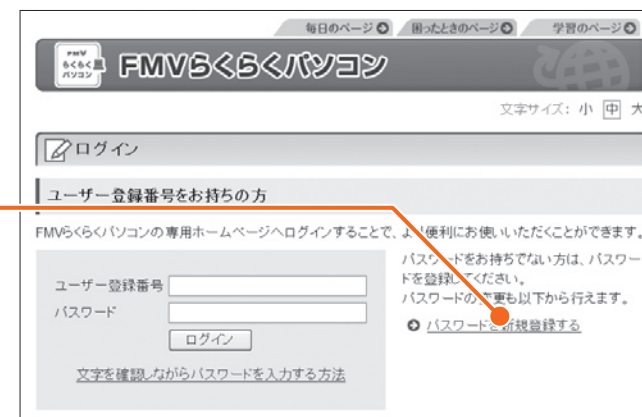 毎日のページ 困ったときのページ 学習のページ
FMV
らくらく
パソコン
FMVらくらくパソコン
文字サイズ: 小 中 大
ログイン
ユーザー登録番号をお持ちの方
FMVらくらくパソコンの専用ホームページへログインすることで、より便利にお使いいただくことができます。
パスワードをお持ちでない方は、パスワー
ドを登録してください。
パスワードの変更も以下から行えます。
パスワードを新規登録する
ユーザー登録番号
パスワード
ログイン
文字を確認しながらパスワードを入力する方法